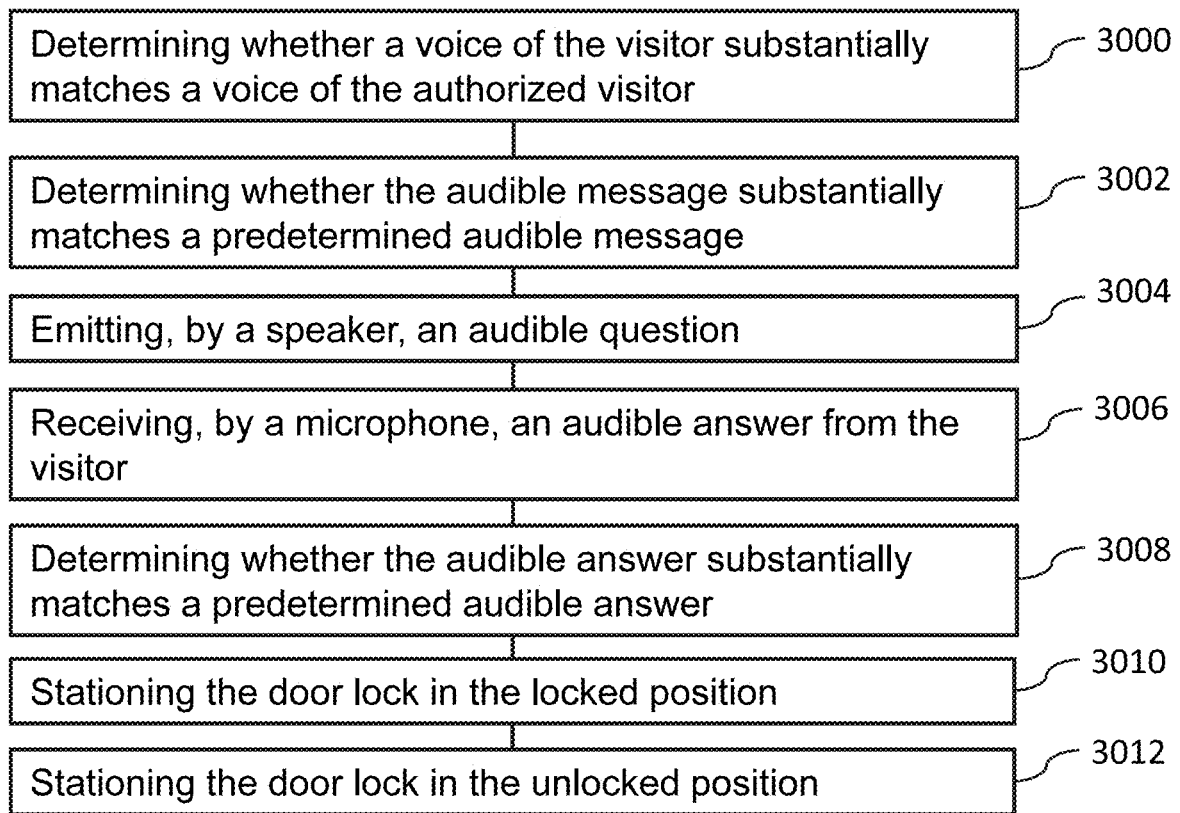 Determining whether a voice of the visitor substantially
matches a voice of the authorized visitor
3000
Determining whether the audible message substantially
matches a predetermined audible message
3002
Emitting, by a speaker, an audible question
3004
Receiving, by a microphone, an audible answer from the
visitor
3006
Determining whether the audible answer substantially
matches a predetermined audible answer
3008
Stationing the door lock in the locked position
3010
Stationing the door lock in the unlocked position
3012